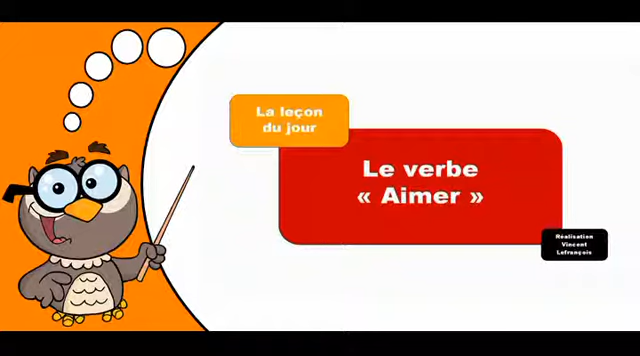 La leçon
du jour
Le verbe
« Aimer »
Réalisation
Vincent
Lefrançois